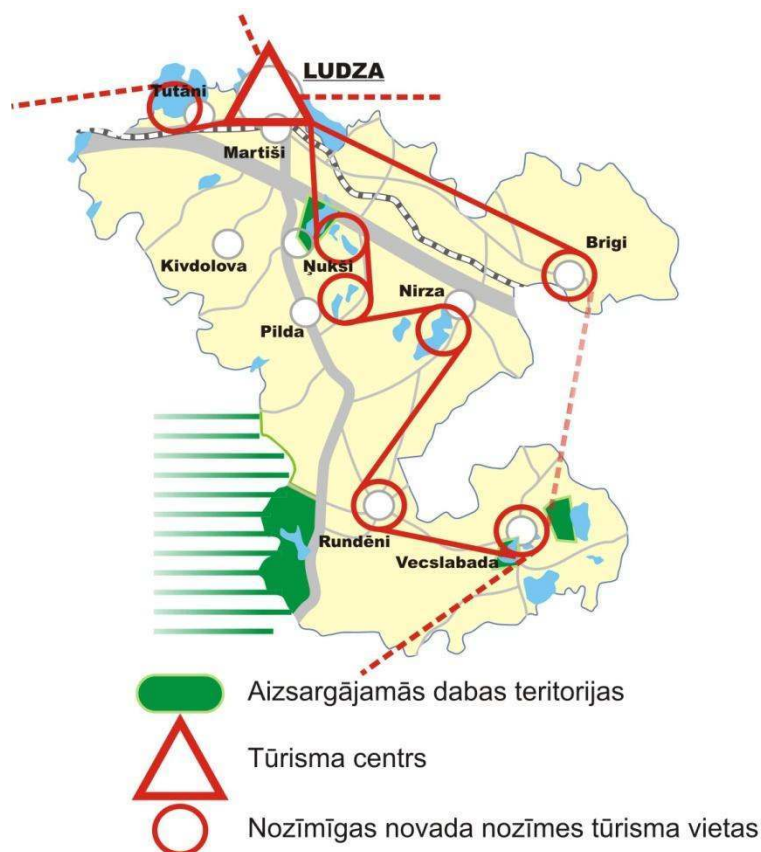 LUDZA
Tutāni
Martiši
Brigi
Kivdolova
Ņukši
Nirza
Pilda
Rundēni
Vecslabada
Aizsargājamās dabas teritorijas
Tūrisma centrs
Nozīmīgas novada nozīmes tūrisma vietas